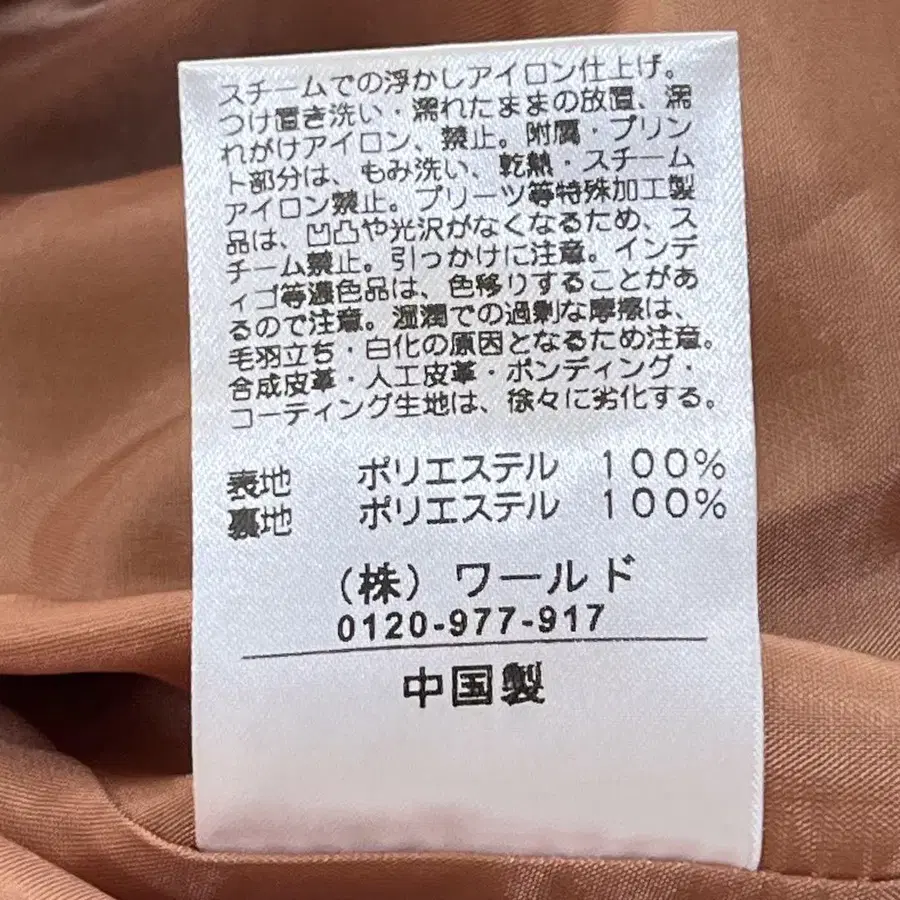 スチームでの浮かしアイロン仕上げ。
つけ置き洗い・濡れたままの放置、濡
れがけアイロン、禁止。附属・プリン
ト部分は、もみ洗い、乾熱・スチーム
アイロン禁止。プリーツ等特殊加工製
品は、凹凸や光沢がなくなるため、ス
チーム禁止。引っかけに注意。インデ
ィゴ等濃色品は、色移りすることがあ
るので注意。湿潤での過剰な摩擦は、
毛羽立ち・白化の原因となるため注意。
合成皮革・人工皮革・ボンディング・
コーティング生地は、徐々に劣化する。
表地 ポリエステル 100%
裏地 ポリエステル 100%
(株) ワールド
0120-977-917
中国製